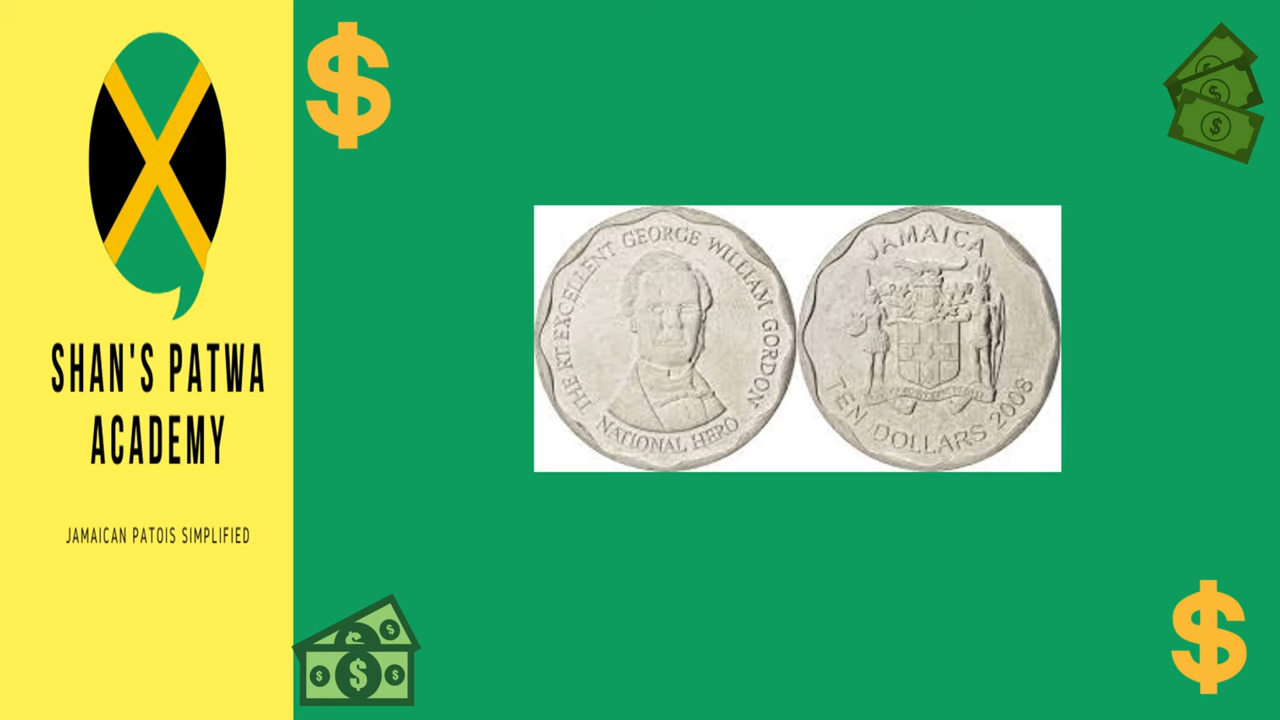 SHAN'S PATWA
ACADEMY
JAMAICAN PATOIS SIMPLIFIED
THE RT EXCELLENT GEORGE WILLIAM GORDON
NATIONAL HERO
JAMAICA
TEN DOLLARS 2008
$
$
$
$
$
$
$
$
$